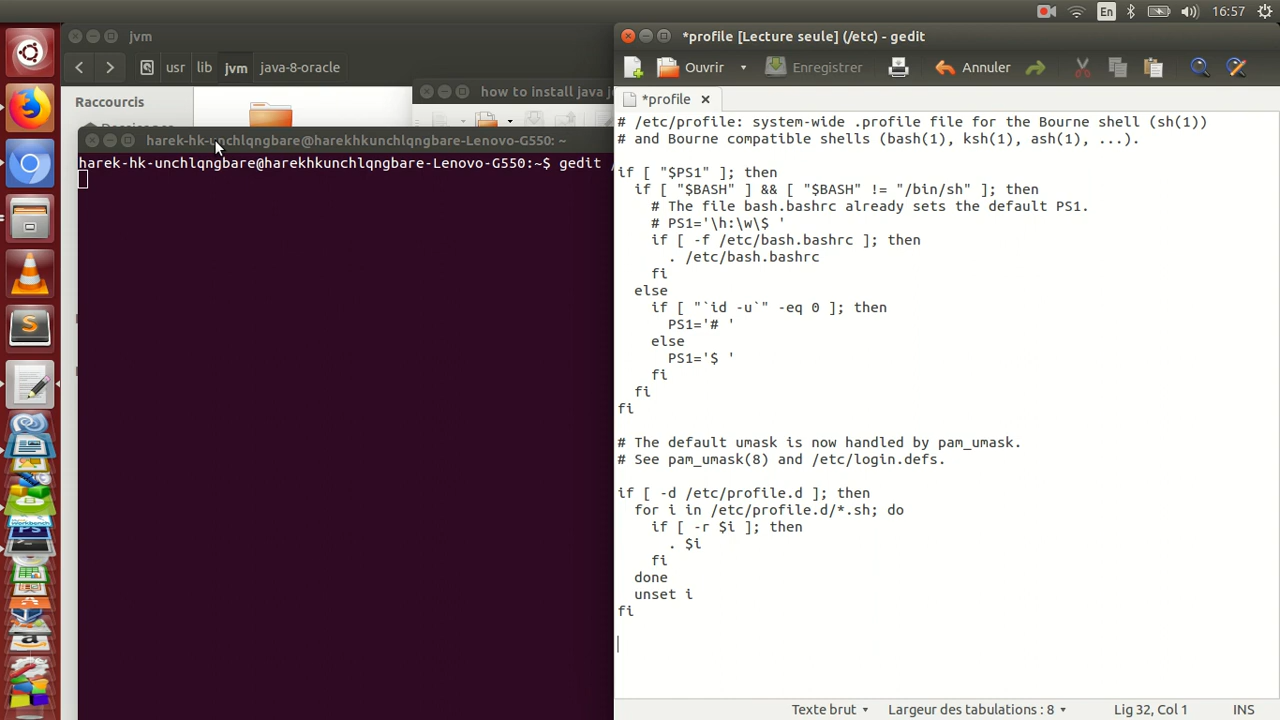 En
16:57
jvm
usr lib jvm java-8-oracle
Raccourcis
how to install java j
harek-hk-unchlqngbare@harekhkunchlqngbare-Lenovo-G550: ~
harek-hk-unchlqngbare@harekhkunchlqngbare-Lenovo-G550:~$ gedit /
*profile [Lecture seule] (/etc) - gedit
Ouvrir Enregistrer Annuler
*profile
# /etc/profile: system-wide .profile file for the Bourne shell (sh(1))
# and Bourne compatible shells (bash(1), ksh(1), ash(1), ...).
if [ "$PS1" ]; then
  if [ "$BASH" ] && [ "$BASH" != "/bin/sh" ]; then
    # The file bash.bashrc already sets the default PS1.
    # PS1='\h:\w\$ '
    if [ -f /etc/bash.bashrc ]; then
      . /etc/bash.bashrc
    fi
  else
    if [ "`id -u`" -eq 0 ]; then
      PS1='# '
    else
      PS1='$ '
    fi
  fi
fi
# The default umask is now handled by pam_umask.
# See pam_umask(8) and /etc/login.defs.
if [ -d /etc/profile.d ]; then
  for i in /etc/profile.d/*.sh; do
    if [ -r $i ]; then
      . $i
    fi
  done
  unset i
fi
Texte brut Largeur des tabulations : 8 Lig 32, Col 1 INS